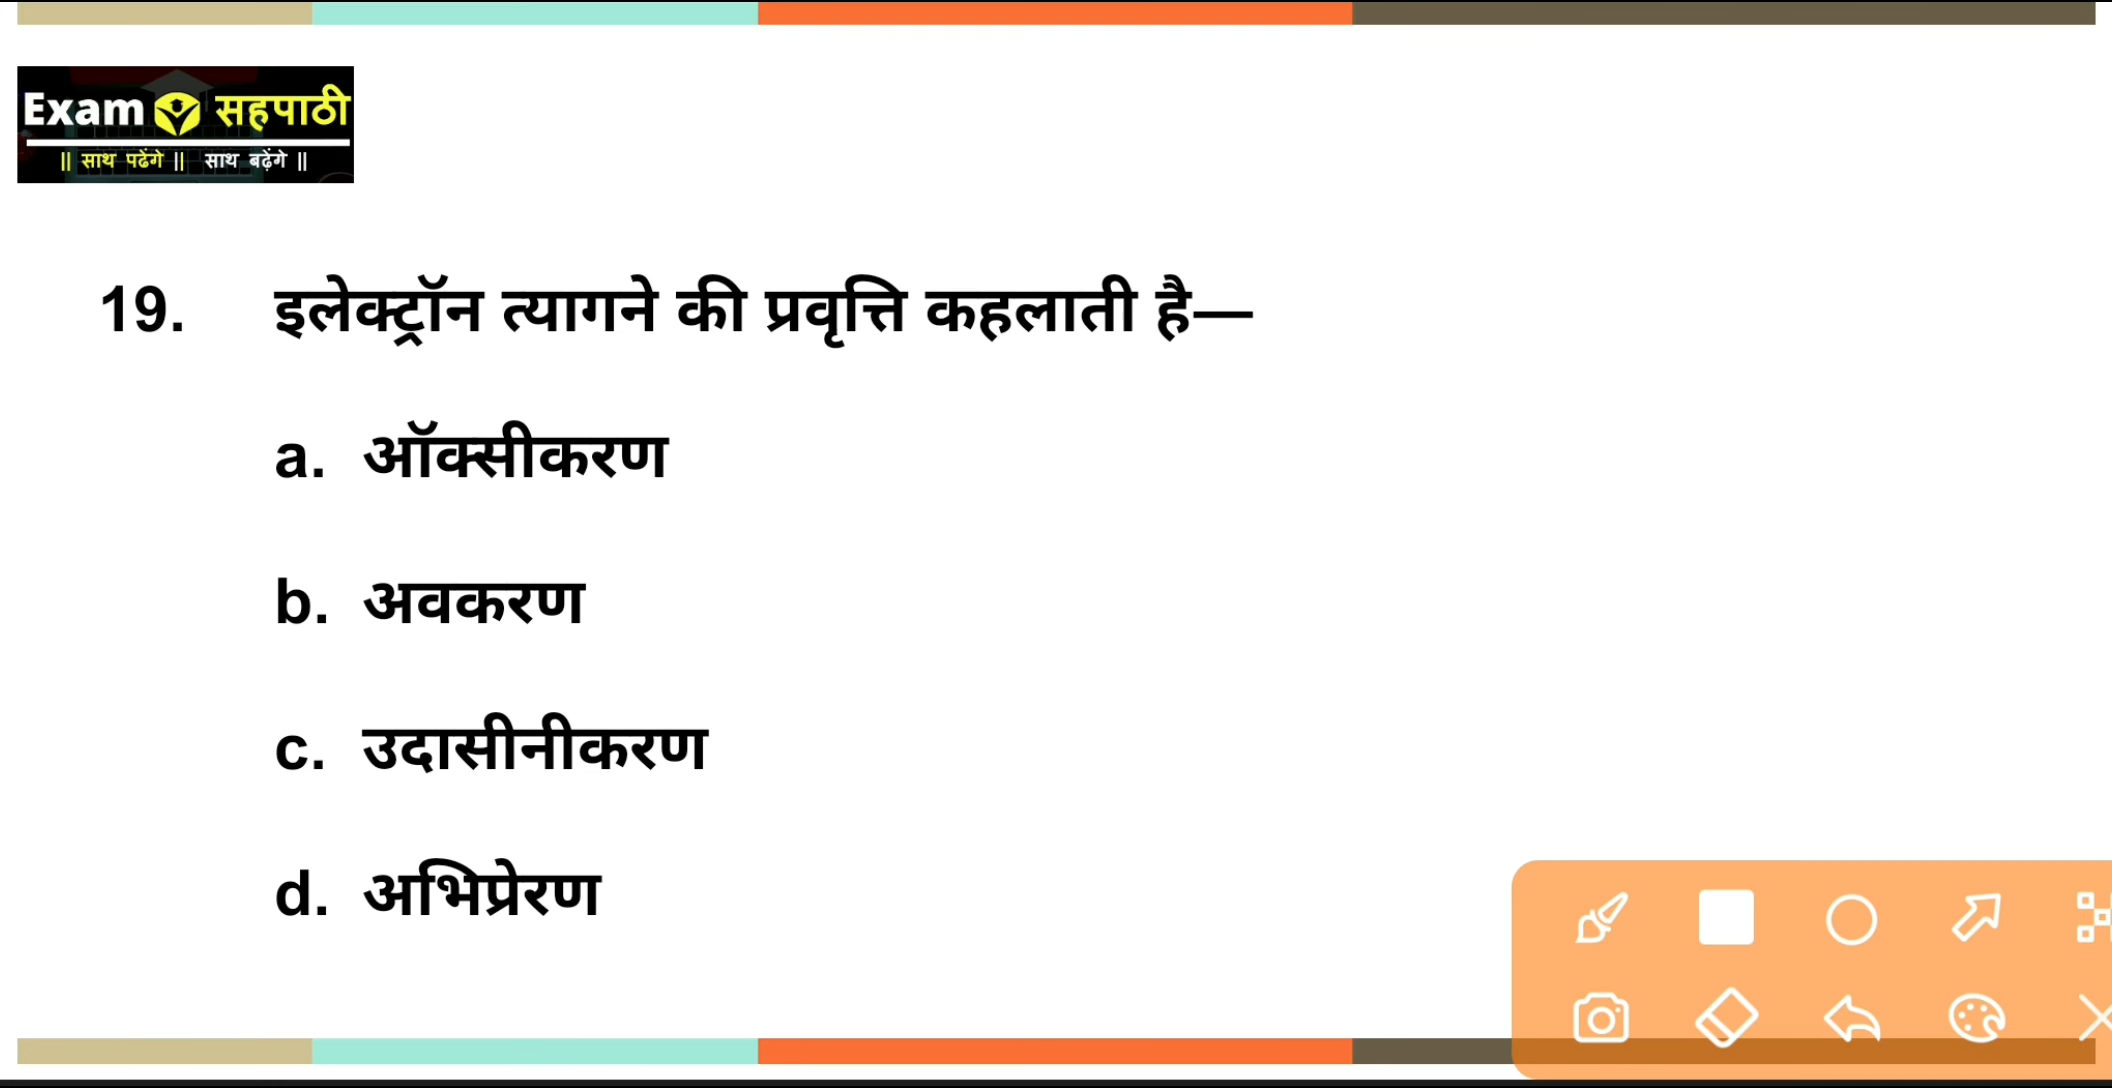 Exam सहपाठी
|| साथ पढेंगे || साथ बढ़ेंगे ||
19. इलेक्ट्रॉन त्यागने की प्रवृत्ति कहलाती है—
a. ऑक्सीकरण
b. अवकरण
c. उदासीनीकरण
d. अभिप्रेरण